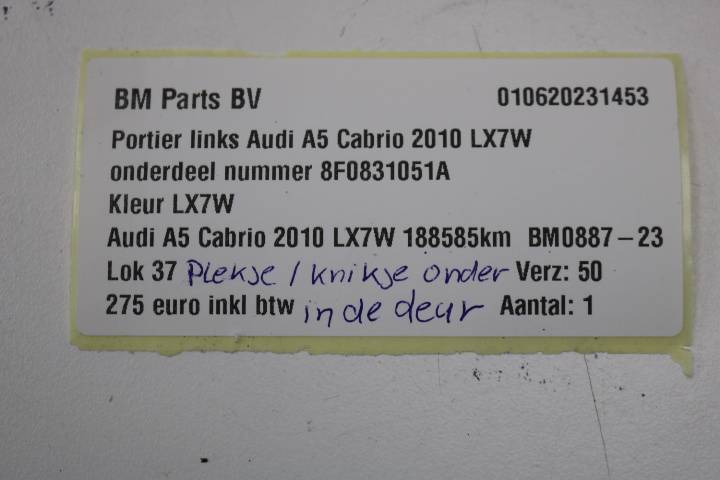 BM Parts BV 010620231453
Portier links Audi A5 Cabrio 2010 LX7W
onderdeel nummer 8F0831051A
Kleur LX7W
Audi A5 Cabrio 2010 LX7W 188585km BM0887-23
Lok 37 Plekje / knikje onder Verz: 50
275 euro inkl btw in de deur Aantal: 1